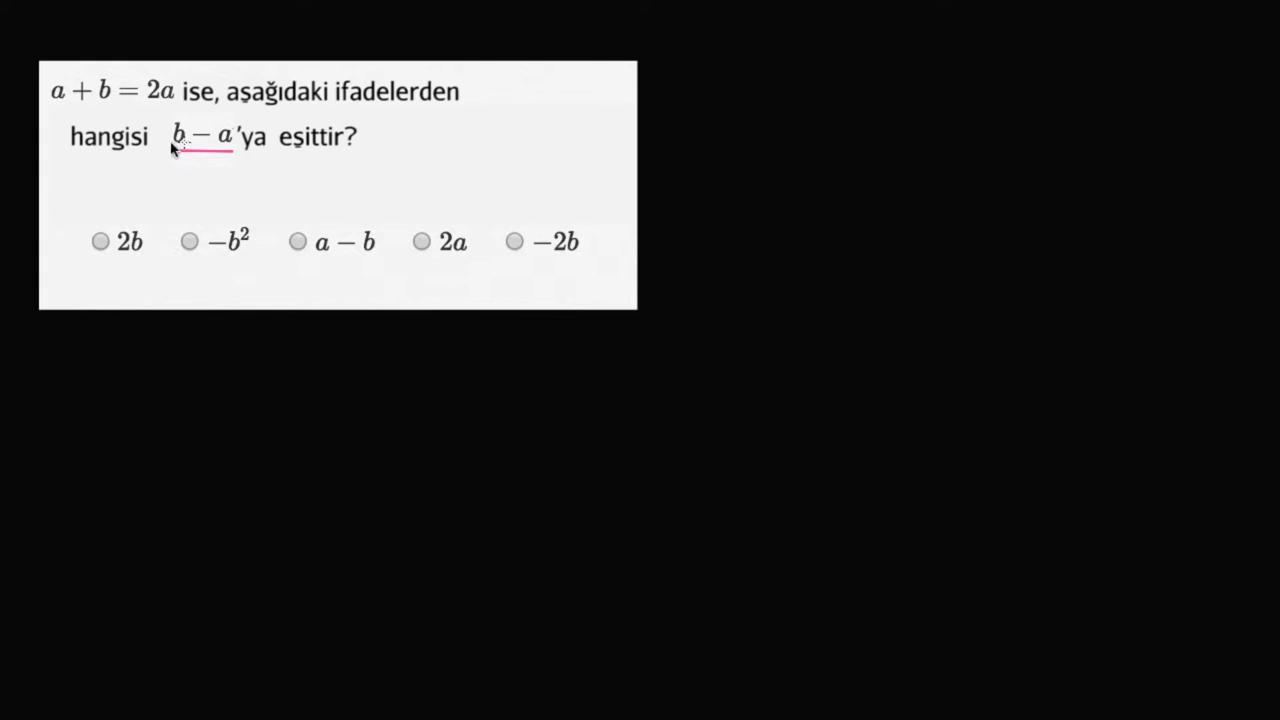 a + b = 2a ise, aşağıdaki ifadelerden
hangisi b − a 'ya eşittir?
2b −b² a − b 2a −2b